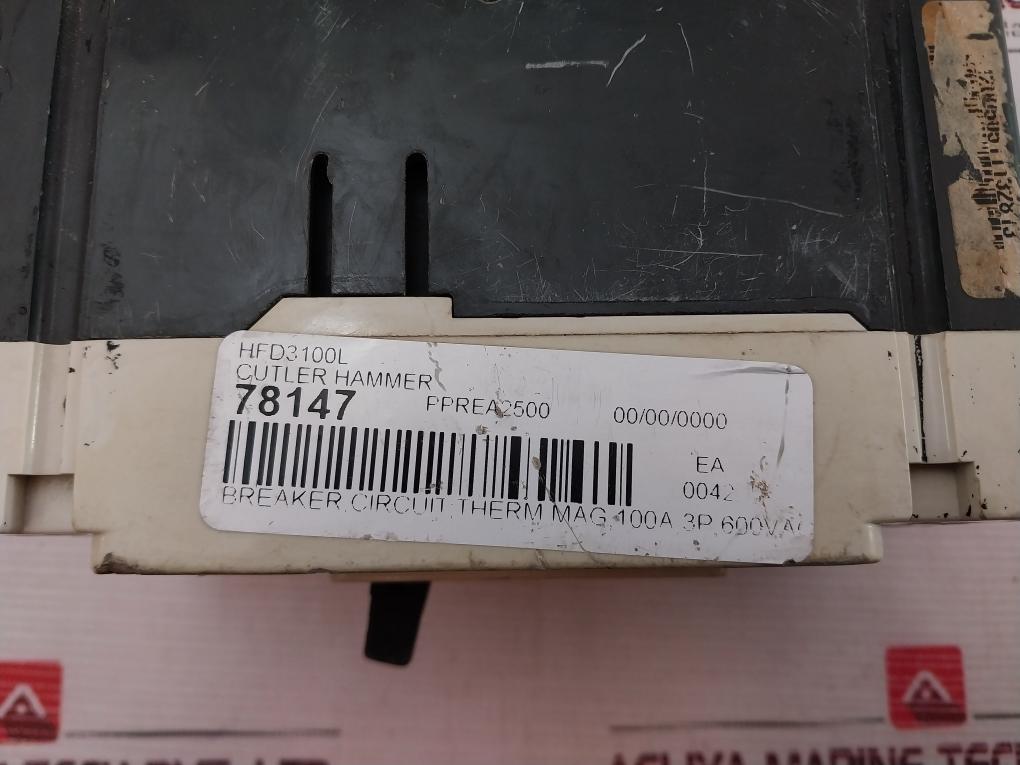 HFD3100L
CUTLER HAMMER
78147 PPREA2500 00/00/0000
EA
0042
BREAKER,CIRCUIT:THERM MAG,100A,3P,600VA